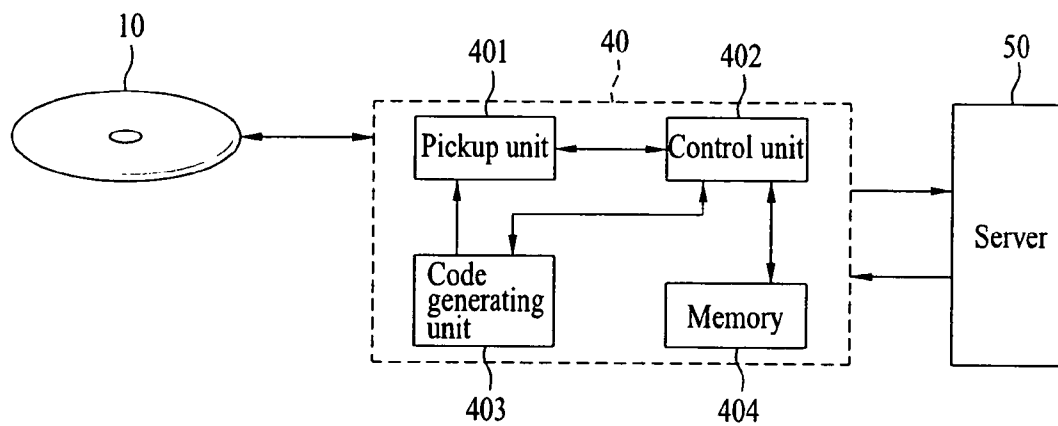 10
401
40
402
50
Pickup unit
Control unit
Server
Code
generating
unit
Memory
403
404